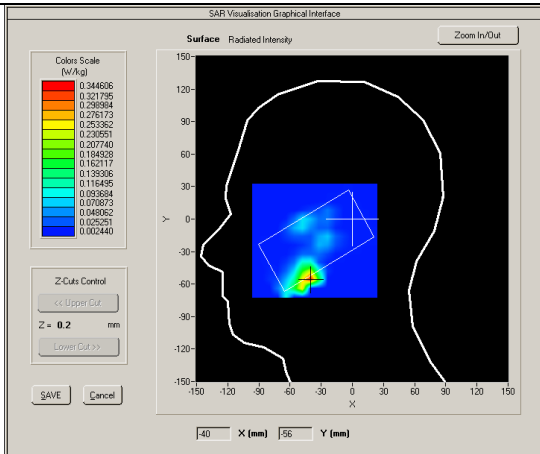 SAR Visualisation Graphical Interface
Surface Radiated Intensity
Zoom In/Out
Colors Scale
(W/kg)
0.344606
0.321795
0.298984
0.276173
0.253362
0.230551
0.207740
0.184928
0.162117
0.139306
0.116495
0.093684
0.070873
0.048062
0.025251
0.002440
Z-Cuts Control
<< Upper Cut
Z = 0.2 mm
Lower Cut >>
SAVE Cancel
150-
120-
90-
60-
30-
0-
-30-
-60-
-90-
-120-
-150-
Y
-150 -120 -90 -60 -30 0 30 60 90 120 150
X
-40 X (mm) -56 Y (mm)